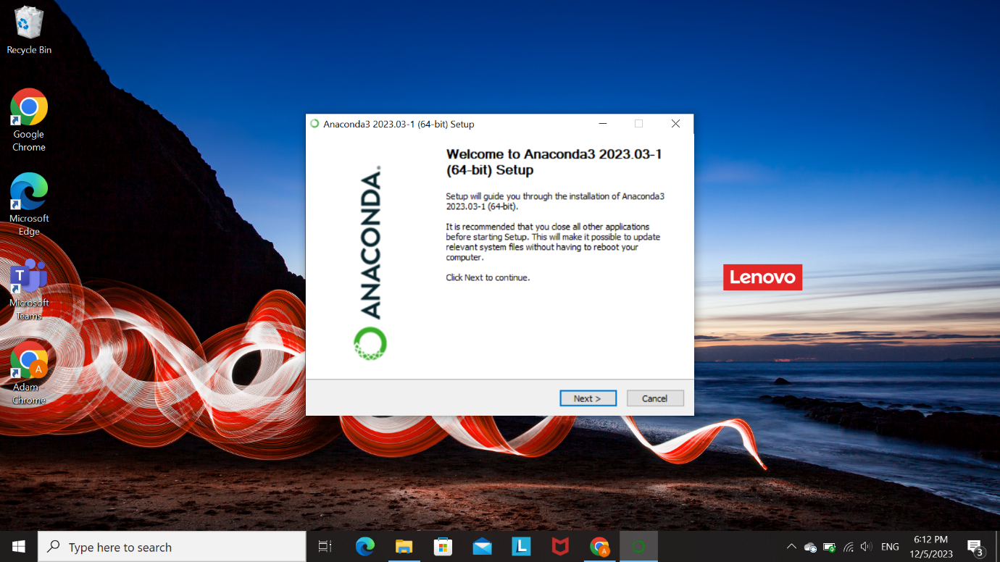 Recycle Bin
Google
Chrome
Microsoft
Edge
T
Microsoft
Teams
A
Adam -
Chrome
Anaconda3 2023.03-1 (64-bit) Setup
ANACONDA.
Welcome to Anaconda3 2023.03-1
(64-bit) Setup
Setup will guide you through the installation of Anaconda3
2023.03-1 (64-bit).
It is recommended that you close all other applications
before starting Setup. This will make it possible to update
relevant system files without having to reboot your
computer.
Click Next to continue.
Next >
Cancel
Lenovo
Type here to search
L
A
ENG
6:12 PM
12/5/2023
3